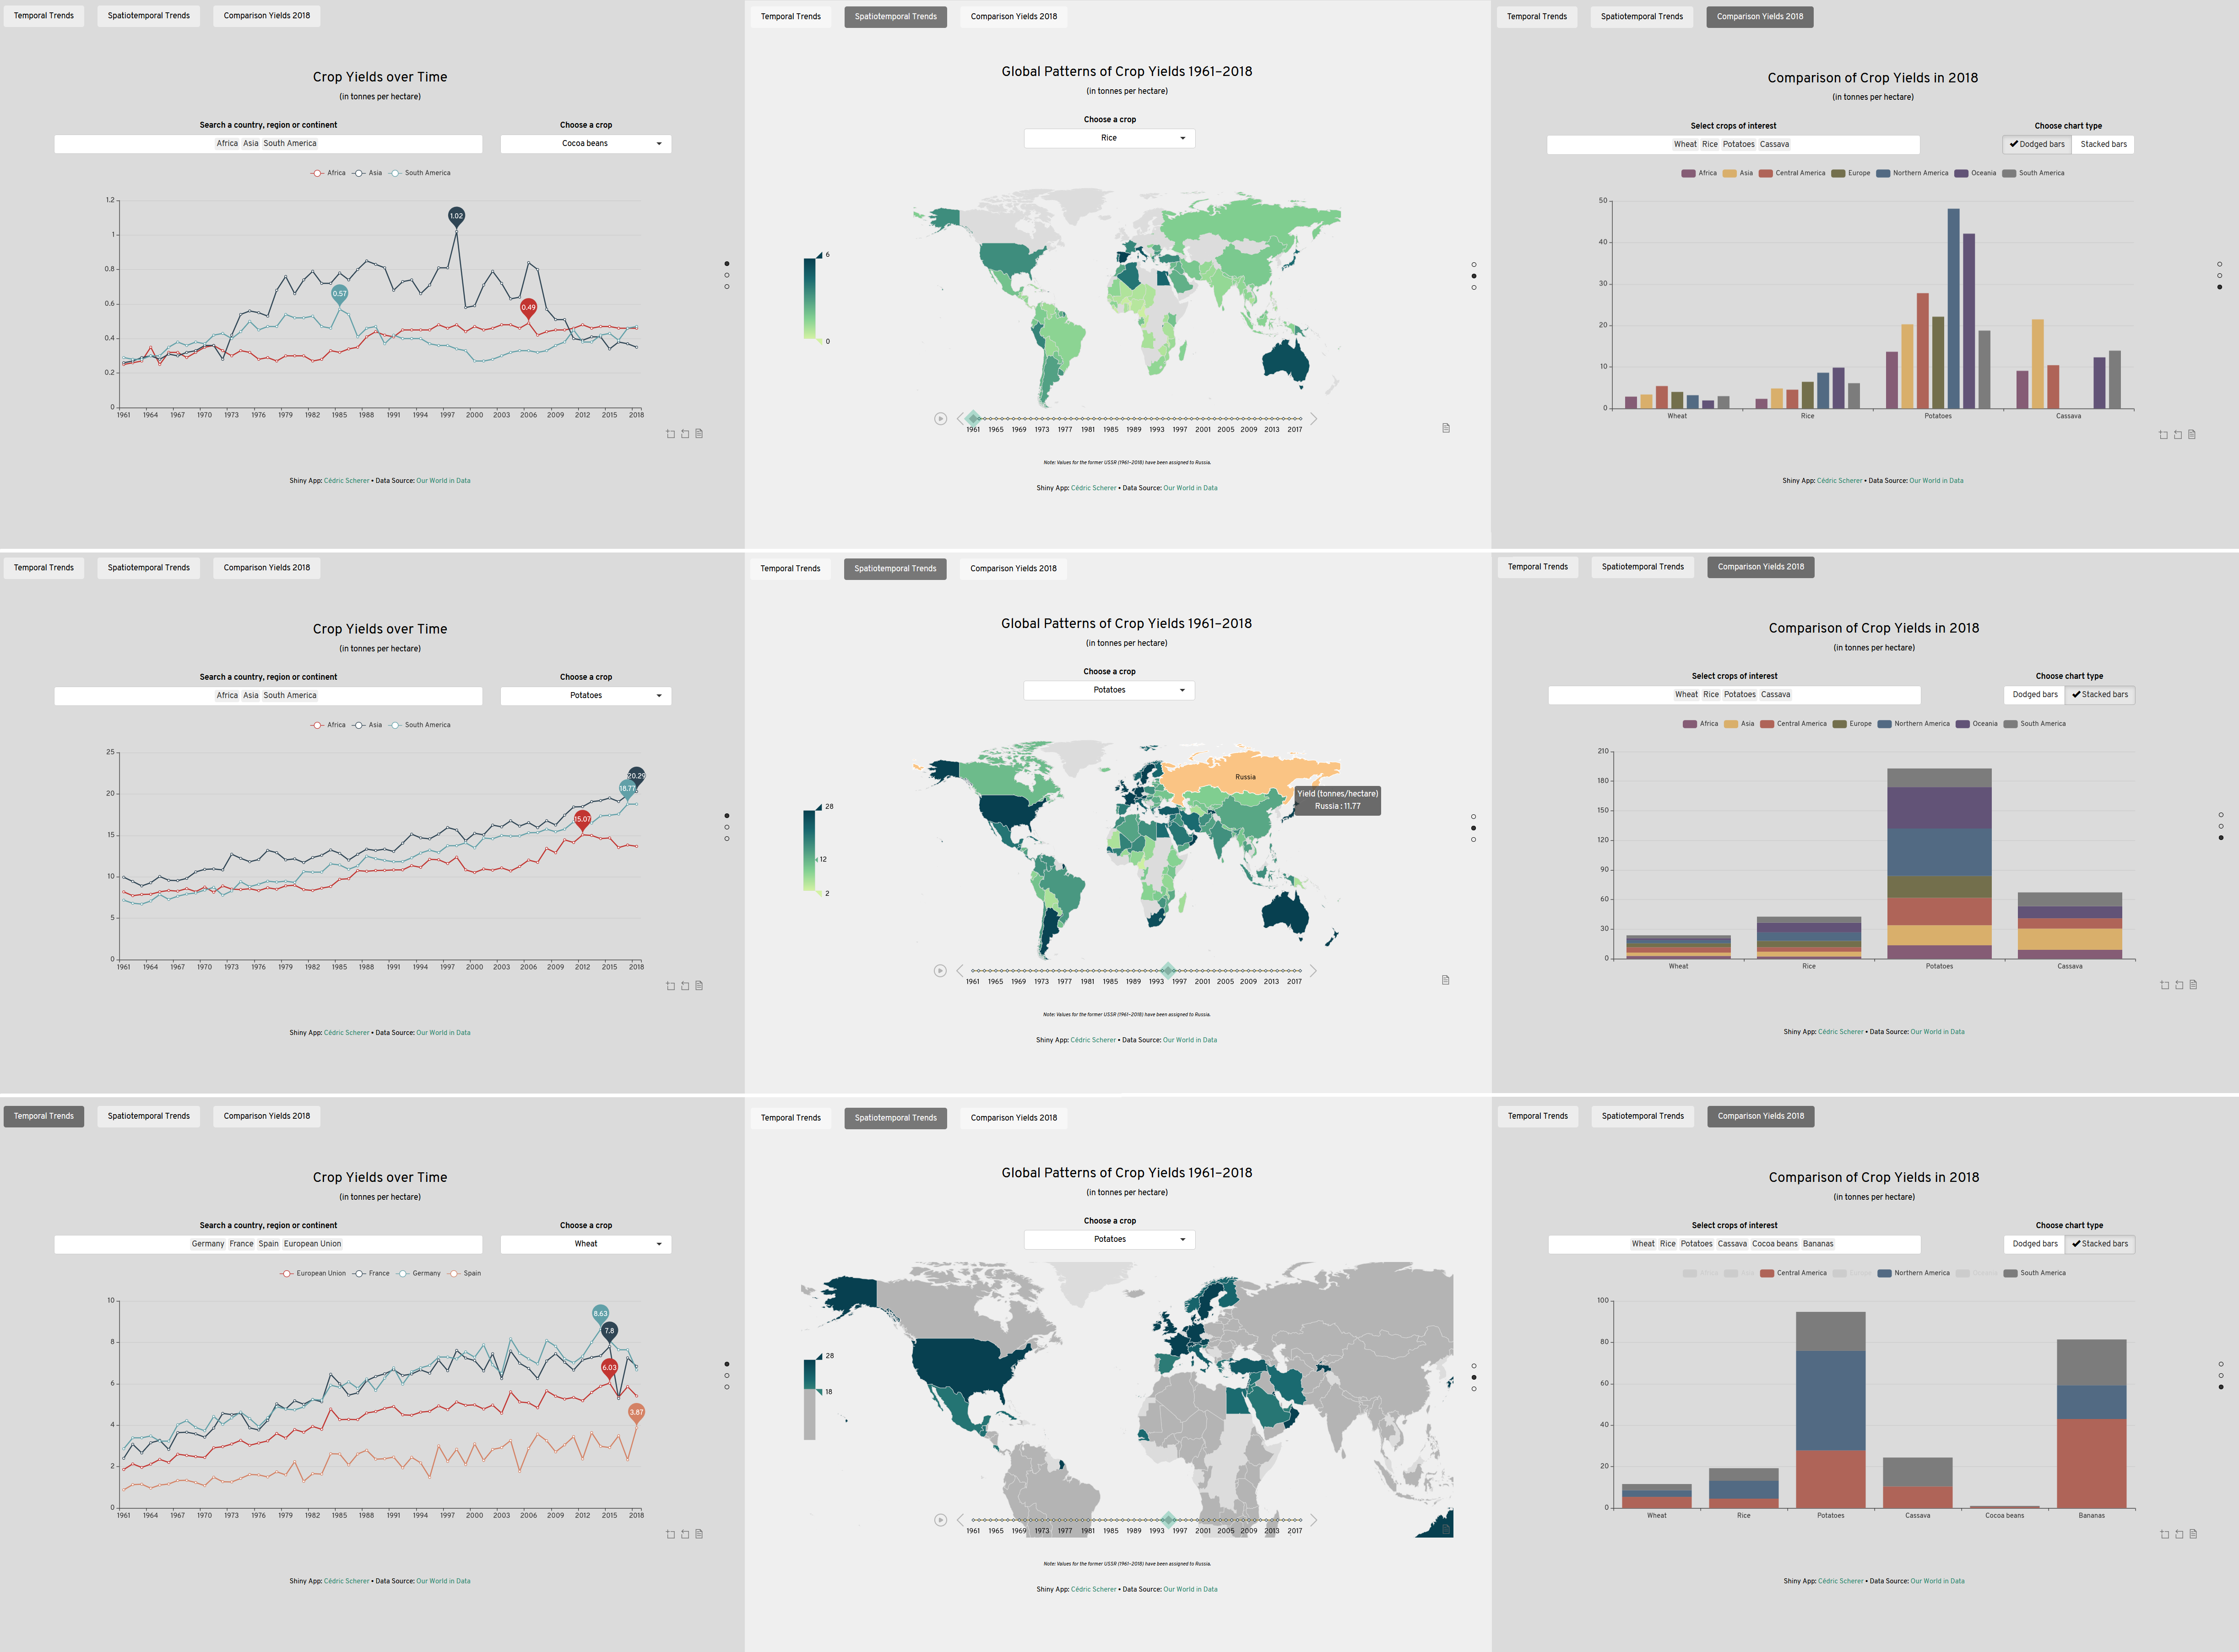 Temporal Trends Spatiotemporal Trends Comparison Yields 2018
Crop Yields over Time
(in tonnes per hectare)
Search a country, region or continent Choose a crop
Africa Asia South America Cocoa beans
Africa Asia South America
1.2
1
0.8
0.6
0.4
0.2
0
1.02
0.57
0.49
1961 1964 1967 1970 1973 1976 1979 1982 1985 1988 1991 1994 1997 2000 2003 2006 2009 2012 2015 2018
Shiny App: Cédric Scherer • Data Source: Our World in Data
Temporal Trends Spatiotemporal Trends Comparison Yields 2018
Global Patterns of Crop Yields 1961–2018
(in tonnes per hectare)
Choose a crop
Rice
6
0
1961 1965 1969 1973 1977 1981 1985 1989 1993 1997 2001 2005 2009 2013 2017
Note: Values for the former USSR (1961–2018) have been assigned to Russia.
Shiny App: Cédric Scherer • Data Source: Our World in Data
Temporal Trends Spatiotemporal Trends Comparison Yields 2018
Comparison of Crop Yields in 2018
(in tonnes per hectare)
Select crops of interest Choose chart type
Wheat Rice Potatoes Cassava Dodged bars Stacked bars
Africa Asia Central America Europe Northern America Oceania South America
50
40
30
20
10
0
Wheat Rice Potatoes Cassava
Shiny App: Cédric Scherer • Data Source: Our World in Data
Temporal Trends Spatiotemporal Trends Comparison Yields 2018
Crop Yields over Time
(in tonnes per hectare)
Search a country, region or continent Choose a crop
Africa Asia South America Potatoes
Africa Asia South America
25
20
15
10
5
0
20.29
18.77
15.07
1961 1964 1967 1970 1973 1976 1979 1982 1985 1988 1991 1994 1997 2000 2003 2006 2009 2012 2015 2018
Shiny App: Cédric Scherer • Data Source: Our World in Data
Temporal Trends Spatiotemporal Trends Comparison Yields 2018
Global Patterns of Crop Yields 1961–2018
(in tonnes per hectare)
Choose a crop
Potatoes
Russia
Yield (tonnes/hectare)
Russia : 11.77
28
12
2
1961 1965 1969 1973 1977 1981 1985 1989 1993 1997 2001 2005 2009 2013 2017
Note: Values for the former USSR (1961–2018) have been assigned to Russia.
Shiny App: Cédric Scherer • Data Source: Our World in Data
Temporal Trends Spatiotemporal Trends Comparison Yields 2018
Comparison of Crop Yields in 2018
(in tonnes per hectare)
Select crops of interest Choose chart type
Wheat Rice Potatoes Cassava Dodged bars Stacked bars
Africa Asia Central America Europe Northern America Oceania South America
210
180
150
120
90
60
30
0
Wheat Rice Potatoes Cassava
Shiny App: Cédric Scherer • Data Source: Our World in Data
Temporal Trends Spatiotemporal Trends Comparison Yields 2018
Crop Yields over Time
(in tonnes per hectare)
Search a country, region or continent Choose a crop
Germany France Spain European Union Wheat
European Union France Germany Spain
10
8
6
4
2
0
8.63
7.8
6.03
3.87
1961 1964 1967 1970 1973 1976 1979 1982 1985 1988 1991 1994 1997 2000 2003 2006 2009 2012 2015 2018
Shiny App: Cédric Scherer • Data Source: Our World in Data
Temporal Trends Spatiotemporal Trends Comparison Yields 2018
Global Patterns of Crop Yields 1961–2018
(in tonnes per hectare)
Choose a crop
Potatoes
28
18
1961 1965 1969 1973 1977 1981 1985 1989 1993 1997 2001 2005 2009 2013 2017
Note: Values for the former USSR (1961–2018) have been assigned to Russia.
Shiny App: Cédric Scherer • Data Source: Our World in Data
Temporal Trends Spatiotemporal Trends Comparison Yields 2018
Comparison of Crop Yields in 2018
(in tonnes per hectare)
Select crops of interest Choose chart type
Wheat Rice Potatoes Cassava Cocoa beans Bananas Dodged bars Stacked bars
Central America Northern America South America
100
80
60
40
20
0
Wheat Rice Potatoes Cassava Cocoa beans Bananas
Shiny App: Cédric Scherer • Data Source: Our World in Data